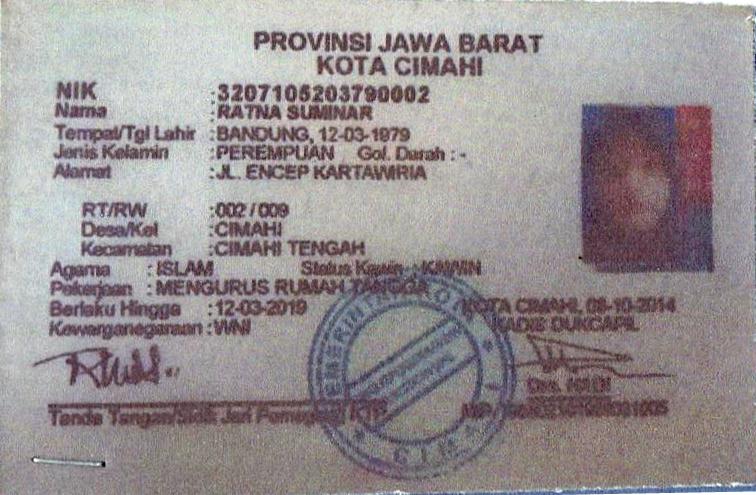 PROVINSI JAWA BARAT
KOTA CIMAHI
NIK :3207105203790002
Nama :RATNA SUMINAR
Tempat/Tgl Lahir :BANDUNG, 12-03-1979
Jenis Kelamin :PEREMPUAN Gol. Darah : -
Alamat :JL. ENCEP KARTAWIRIA
RT/RW :002 / 009
Desa/Kel :CIMAHI
Kecamatan :CIMAHI TENGAH
Agama : ISLAM Status Kawin : KAWIN
Pekerjaan : MENGURUS RUMAH TANGGA
Berlaku Hingga :12-03-2019 KOTA CIMAHI, 08-10-2014
Kewarganegaraan :WNI KADIS DUKCAPIL
Drs.
Tanda Tangan/Sidik Jari Pemegang KTP NIP.